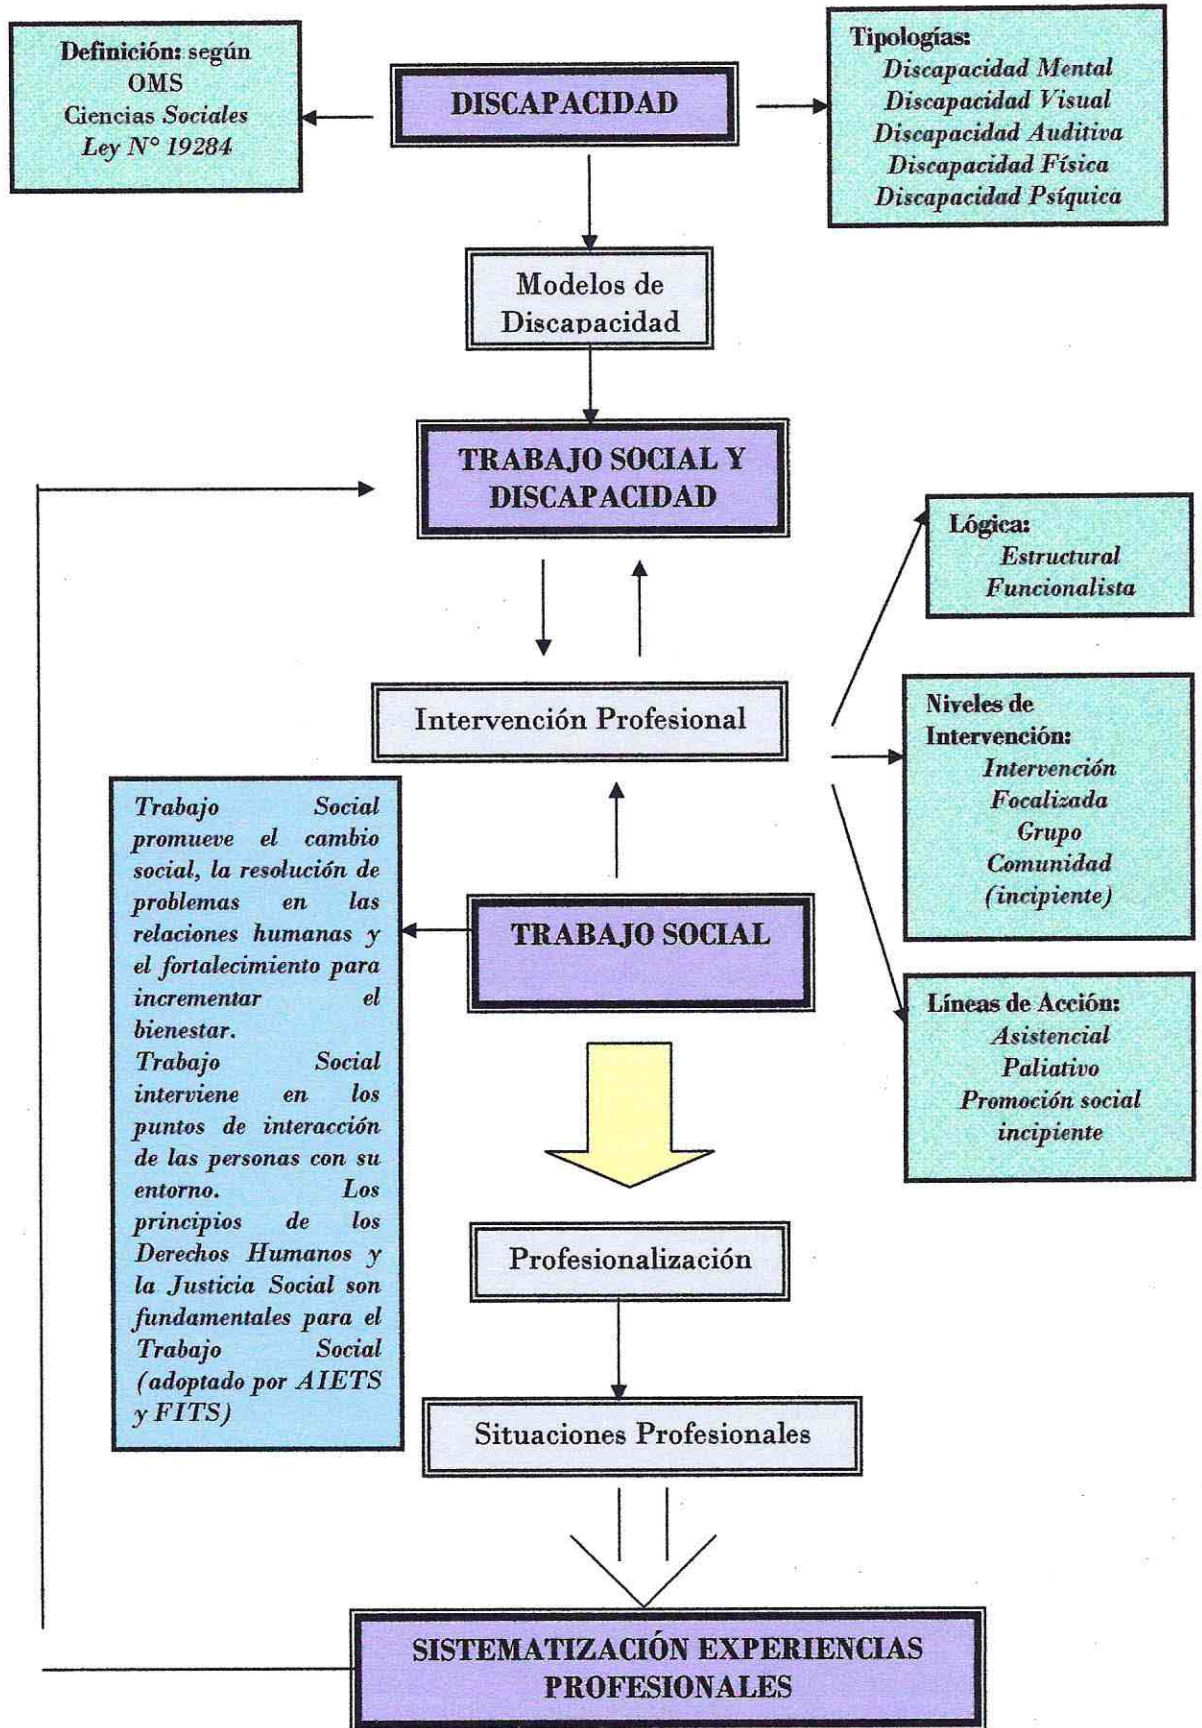 Definición: según
OMS
Ciencias Sociales
Ley N° 19284
DISCAPACIDAD
Tipologías:
Discapacidad Mental
Discapacidad Visual
Discapacidad Auditiva
Discapacidad Física
Discapacidad Psíquica
Modelos de
Discapacidad
TRABAJO SOCIAL Y
DISCAPACIDAD
Lógica:
Estructural
Funcionalista
Intervención Profesional
Niveles de
Intervención:
Intervención
Focalizada
Grupo
Comunidad
(incipiente)
Trabajo Social
promueve el cambio
social, la resolución de
problemas en las
relaciones humanas y
el fortalecimiento para
incrementar el
bienestar.
Trabajo Social
interviene en los
puntos de interacción
de las personas con su
entorno. Los
principios de los
Derechos Humanos y
la Justicia Social son
fundamentales para el
Trabajo Social
(adoptado por AIETS
y FITS)
TRABAJO SOCIAL
Líneas de Acción:
Asistencial
Paliativo
Promoción social
incipiente
Profesionalización
Situaciones Profesionales
SISTEMATIZACIÓN EXPERIENCIAS
PROFESIONALES